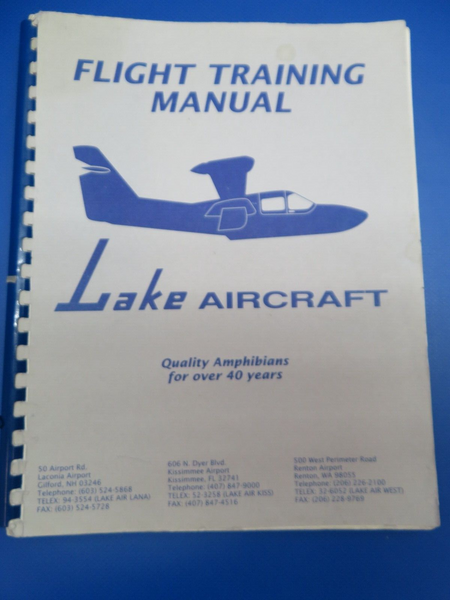 FLIGHT TRAINING
MANUAL
Lake AIRCRAFT
Quality Amphibians
for over 40 years
50 Airport Rd.
Laconia Airport
Gilford, NH 03246
Telephone: (603) 524-5868
TELEX: 94-3554 (LAKE AIR LANA)
FAX: (603) 524-5728
606 N. Dyer Blvd.
Kissimmee Airport
Kissimmee, FL 32741
Telephone: (407) 847-9000
TELEX: 52-3258 (LAKE AIR KISS)
FAX: (407) 847-4516
500 West Perimeter Road
Renton Airport
Renton, WA 98055
Telephone: (206) 226-2100
TELEX: 32-6052 (LAKE AIR WEST)
FAX: (206) 228-9769